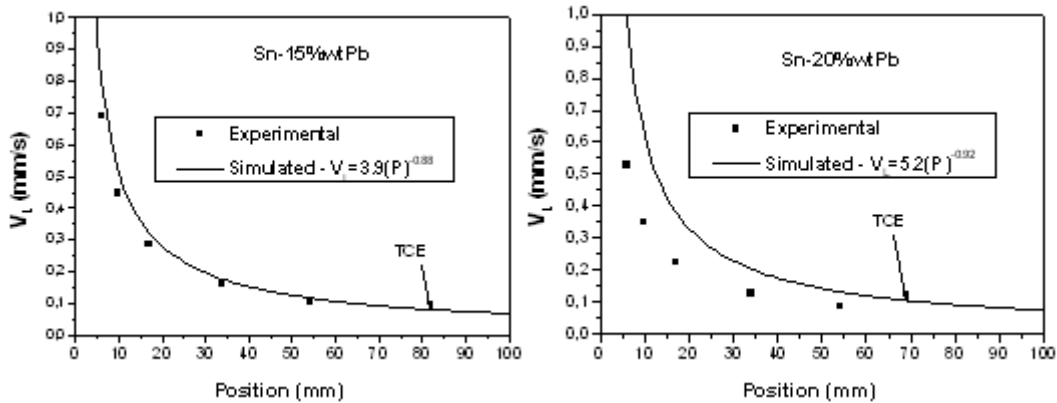 1,0
0,9
0,8
0,7
0,6
0,5
0,4
0,3
0,2
0,1
0,0
V_L (mm/s)
Sn-15%wtPb
Experimental
Simulated - V_L=3.9(P)^-0.88
TCE
0 10 20 30 40 50 60 70 80 90 100
Position (mm)
1,0
0,9
0,8
0,7
0,6
0,5
0,4
0,3
0,2
0,1
0,0
V_L (mm/s)
Sn-20%wtPb
Experimental
Simulated - V_L=5.2(P)^-0.92
TCE
0 10 20 30 40 50 60 70 80 90 100
Position (mm)